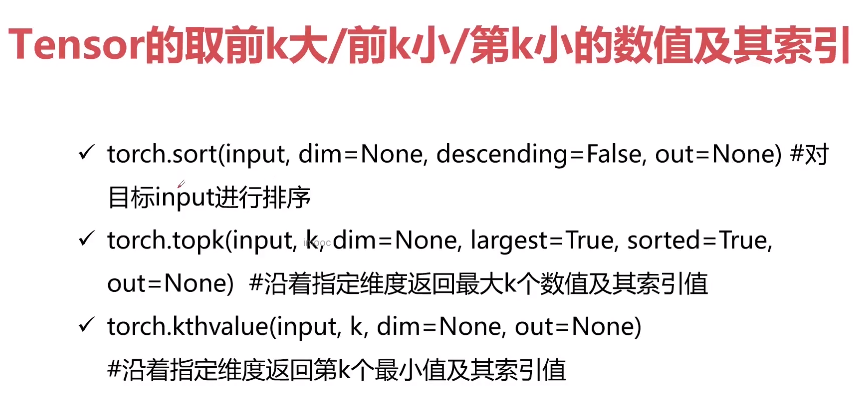 Tensor的取前k大/前k小/第k小的数值及其索引
✓ torch.sort(input, dim=None, descending=False, out=None) #对
目标input进行排序
✓ torch.topk(input, k, dim=None, largest=True, sorted=True,
out=None) #沿着指定维度返回最大k个数值及其索引值
✓ torch.kthvalue(input, k, dim=None, out=None)
#沿着指定维度返回第k个最小值及其索引值